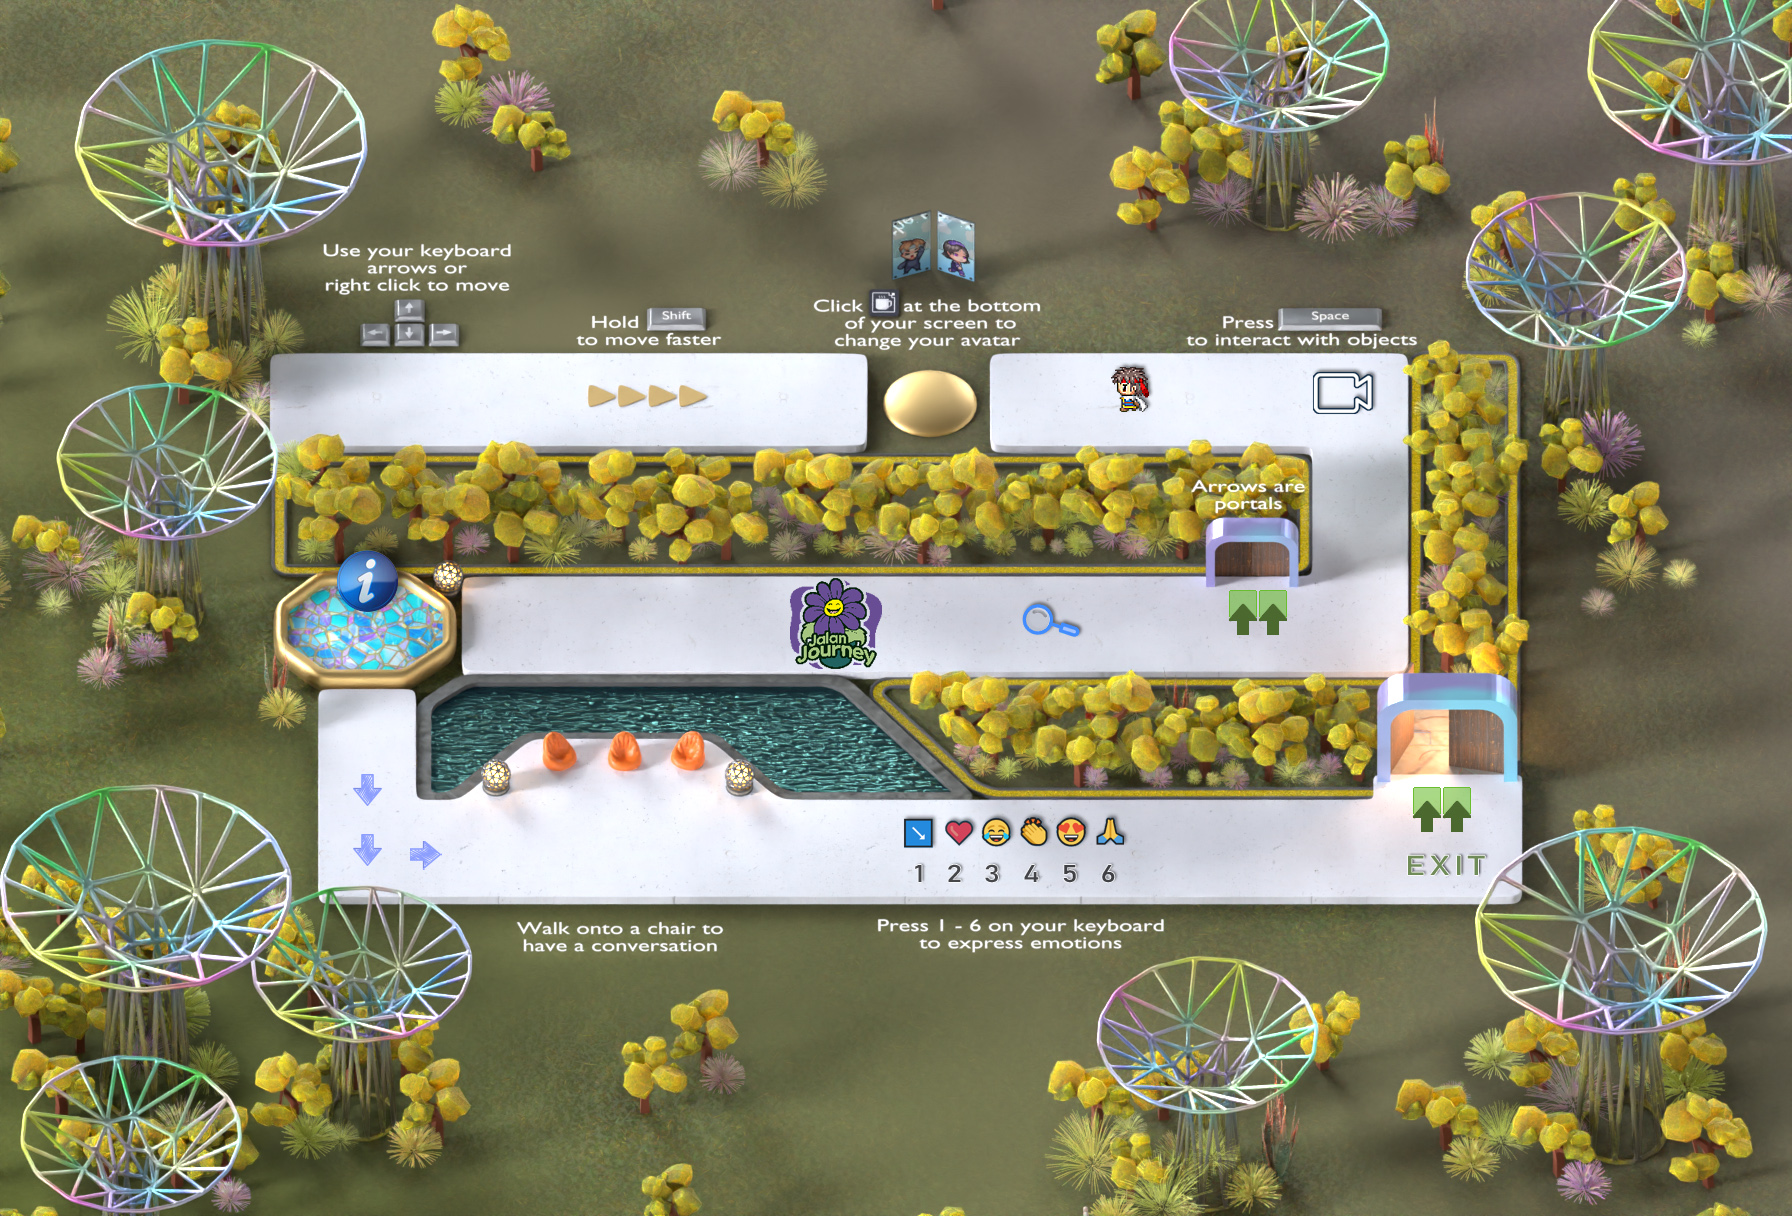 Use your keyboard
arrows or
right click to move
Hold Shift
to move faster
Click at the bottom
of your screen to
change your avatar
Press Space
to interact with objects
Arrows are
portals
Jalan
Journey
1 2 3 4 5 6
EXIT
Walk onto a chair to
have a conversation
Press 1 - 6 on your keyboard
to express emotions